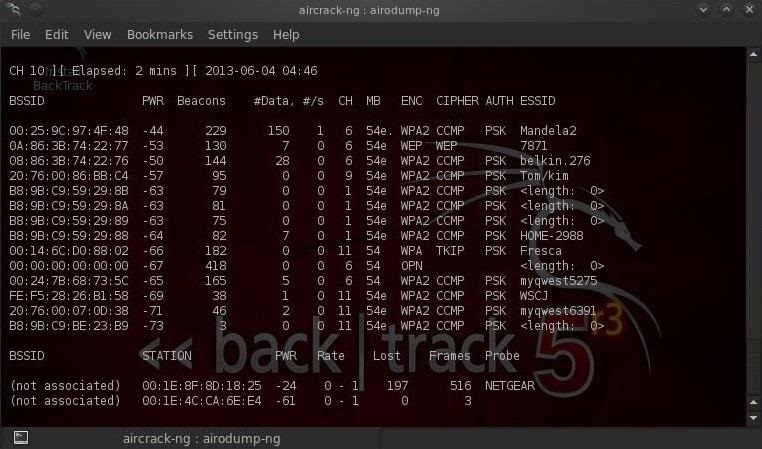 aircrack-ng : airodump-ng
File Edit View Bookmarks Settings Help
CH 10 ][ Elapsed: 2 mins ][ 2013-06-04 04:46
BackTrack
BSSID PWR Beacons #Data, #/s CH MB ENC CIPHER AUTH ESSID
00:25:9C:97:4F:48 -44 229 150 1 6 54e. WPA2 CCMP PSK Mandela2
0A:86:3B:74:22:77 -53 130 7 0 6 54e WEP WEP 7871
08:86:3B:74:22:76 -50 144 28 0 6 54e WPA2 CCMP PSK belkin.276
20:76:00:86:BB:C4 -57 95 0 0 9 54e WPA2 CCMP PSK Tom/kim
B8:9B:C9:59:29:8B -63 79 0 0 1 54e WPA2 CCMP PSK <length: 0>
B8:9B:C9:59:29:8A -63 81 0 0 1 54e WPA2 CCMP PSK <length: 0>
B8:9B:C9:59:29:89 -63 75 0 0 1 54e WPA2 CCMP PSK <length: 0>
B8:9B:C9:59:29:88 -64 82 7 0 1 54e WPA2 CCMP PSK HOME-2988
00:14:6C:D0:88:02 -66 182 0 0 11 54 WPA TKIP PSK Fresca
00:00:00:00:00:00 -67 418 0 0 6 54 OPN <length: 0>
00:24:7B:68:73:5C -65 165 5 0 6 54 WPA2 CCMP PSK myqwest5275
FE:F5:28:26:B1:58 -69 38 1 0 11 54e WPA2 CCMP PSK WSCJ
20:76:00:07:0D:38 -71 46 2 0 11 54e WPA2 CCMP PSK myqwest6391
B8:9B:C9:BE:23:B9 -73 3 0 0 11 54e WPA2 CCMP PSK <length: 0>
<< back | track 5 r3
BSSID STATION PWR Rate Lost Frames Probe
(not associated) 00:1E:8F:8D:18:25 -24 0 - 1 197 516 NETGEAR
(not associated) 00:1E:4C:CA:6E:E4 -61 0 - 1 0 3
aircrack-ng : airodump-ng